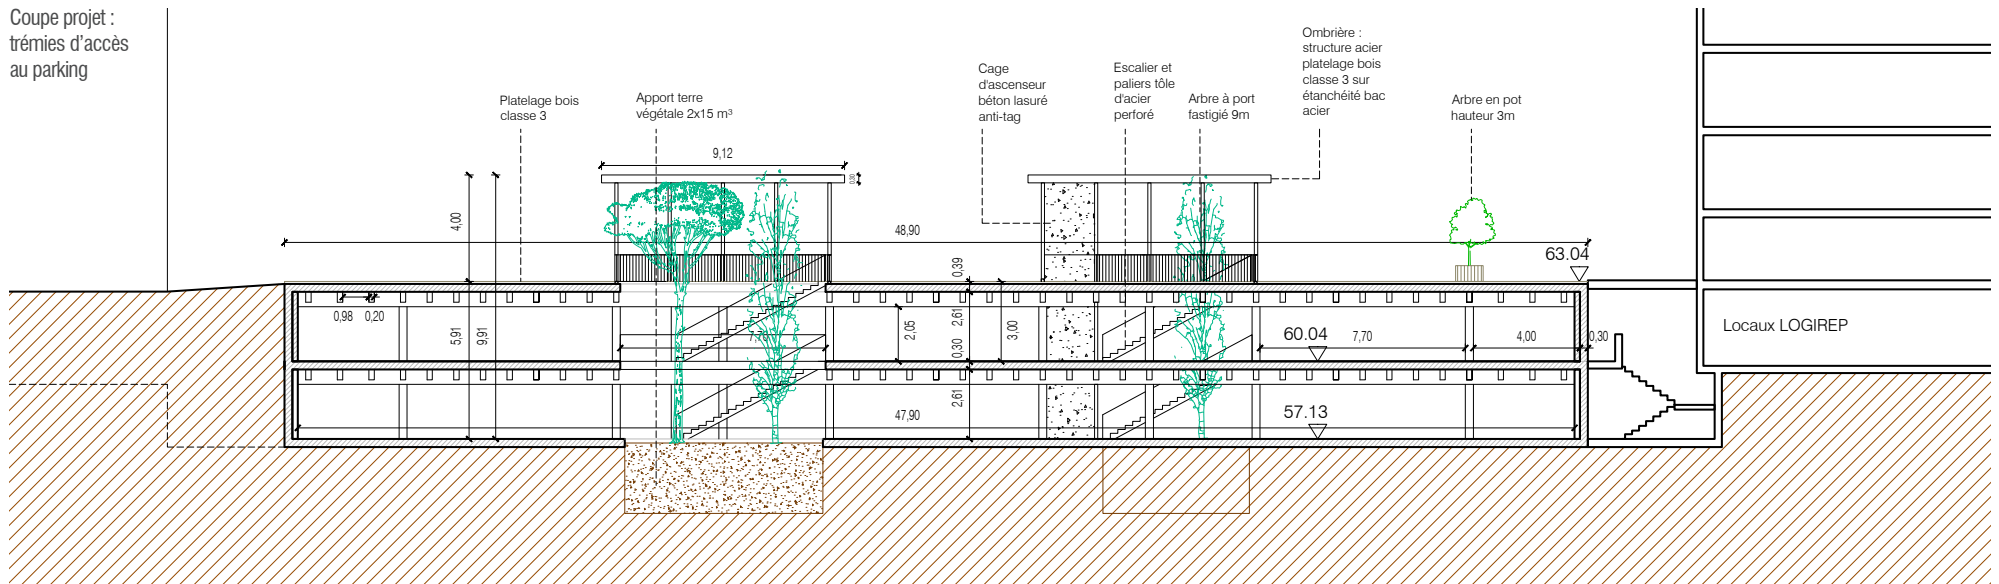 Coupe projet :
trémies d'accès
au parking
Platelage bois
classe 3
Apport terre
végétale 2x15 m³
Cage
d'ascenseur
béton lasuré
anti-tag
Escalier et
paliers tôle
d'acier
perforé
Arbre à port
fastigié 9m
Ombrière :
structure acier
platelage bois
classe 3 sur
étanchéité bac
acier
Arbre en pot
hauteur 3m
9,12
0,30
4,00
48,90
63.04
0,39
0,98
0,20
5,91
9,91
7,70
2,05
2,61
0,30
3,00
60.04
7,70
4,00
0,30
Locaux LOGIREP
2,61
47,90
57.13